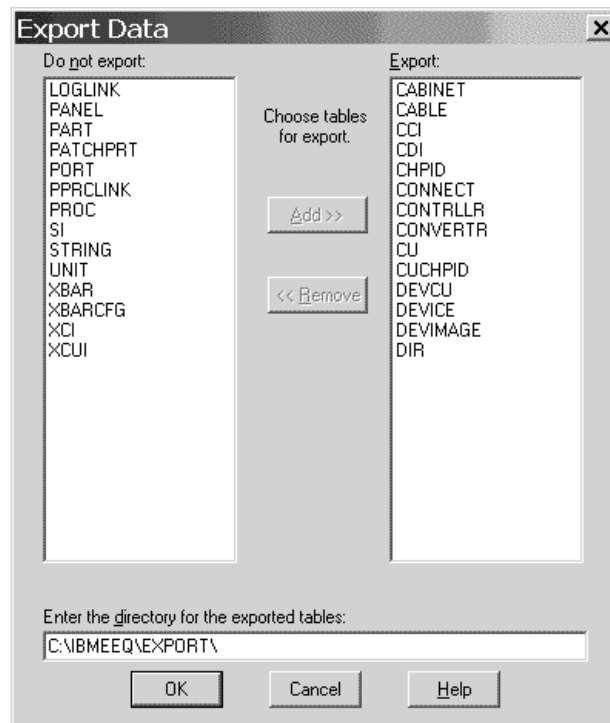 Export Data
Do not export:
LOGLINK
PANEL
PART
PATCHPRT
PORT
PPRCLINK
PROC
SI
STRING
UNIT
XBAR
XBARCFG
XCI
XCUI
Choose tables
for export.
Add >>
<< Remove
Export:
CABINET
CABLE
CCI
CDI
CHPID
CONNECT
CONTRLLR
CONVERTR
CU
CUCHPID
DEVCU
DEVICE
DEVIMAGE
DIR
Enter the directory for the exported tables:
C:\IBMEEQ\EXPORT\
OK
Cancel
Help